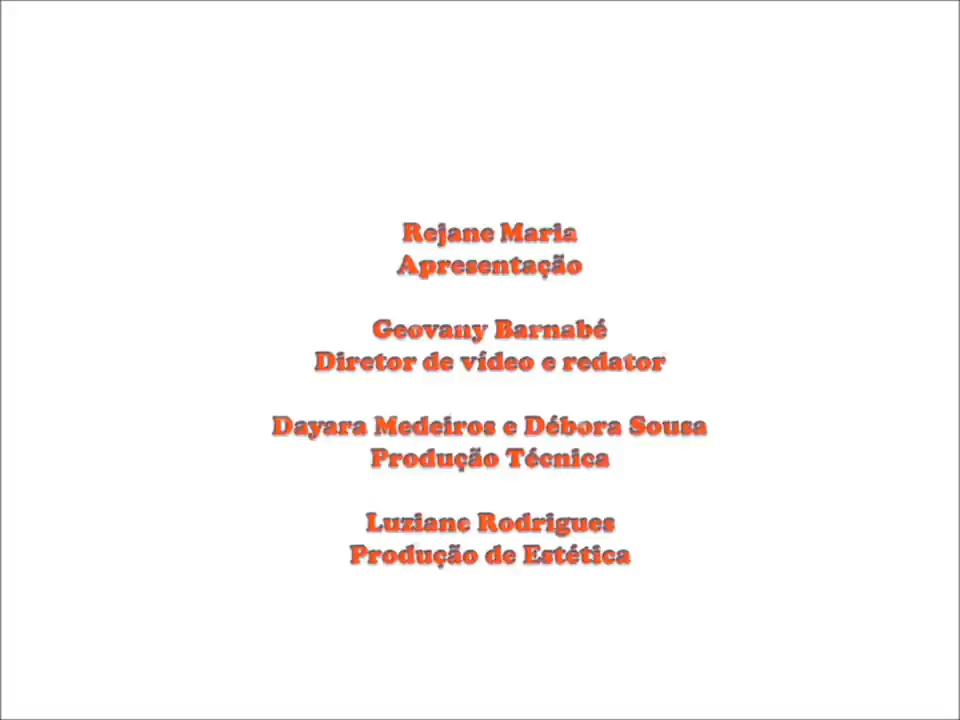 Rejane Maria
Apresentação
Geovany Barnabé
Diretor de vídeo e redator
Dayara Medeiros e Débora Sousa
Produção Técnica
Luziane Rodrigues
Produção de Estética